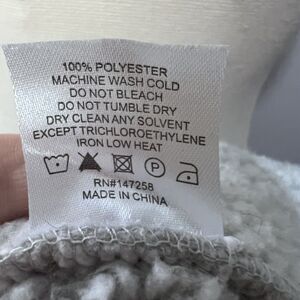 100% POLYESTER
MACHINE WASH COLD
DO NOT BLEACH
DO NOT TUMBLE DRY
DRY CLEAN ANY SOLVENT
EXCEPT TRICHLOROETHYLENE
IRON LOW HEAT
P
RN#147258
MADE IN CHINA